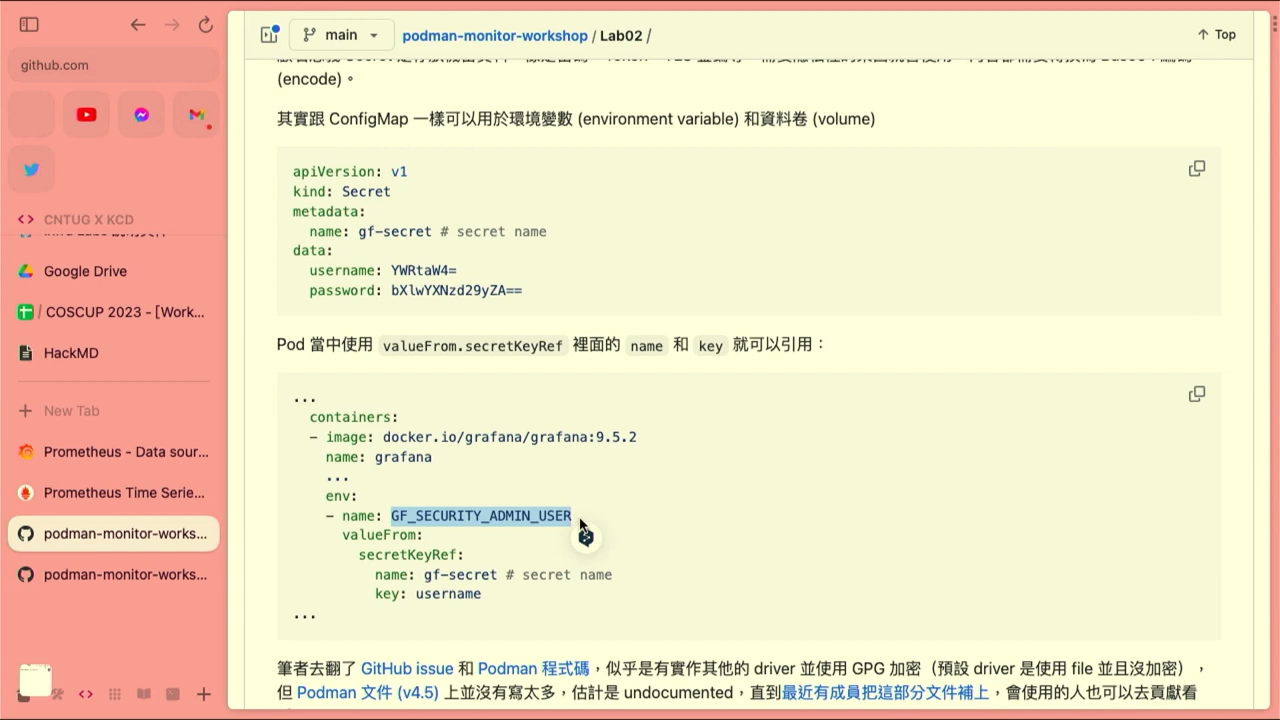 main
podman-monitor-workshop / Lab02 /
Top
github.com
CNTUG X KCD
Google Drive
/ COSCUP 2023 - [Work...
HackMD
New Tab
Prometheus - Data sour...
Prometheus Time Serie...
podman-monitor-works...
podman-monitor-works...
(encode)。
其實跟 ConfigMap 一樣可以用於環境變數 (environment variable) 和資料卷 (volume)
apiVersion: v1
kind: Secret
metadata:
name: gf-secret # secret name
data:
username: YWRtaW4=
password: bXlwYXNzd29yZA==
Pod 當中使用 valueFrom.secretKeyRef 裡面的 name 和 key 就可以引用：
...
containers:
- image: docker.io/grafana/grafana:9.5.2
name: grafana
...
env:
- name: GF_SECURITY_ADMIN_USER
valueFrom:
secretKeyRef:
name: gf-secret # secret name
key: username
...
筆者去翻了 GitHub issue 和 Podman 程式碼，似乎是有實作其他的 driver 並使用 GPG 加密（預設 driver 是使用 file 並且沒加密），
但 Podman 文件 (v4.5) 上並沒有寫太多，估計是 undocumented，直到最近有成員把這部分文件補上，會使用的人也可以去貢獻看